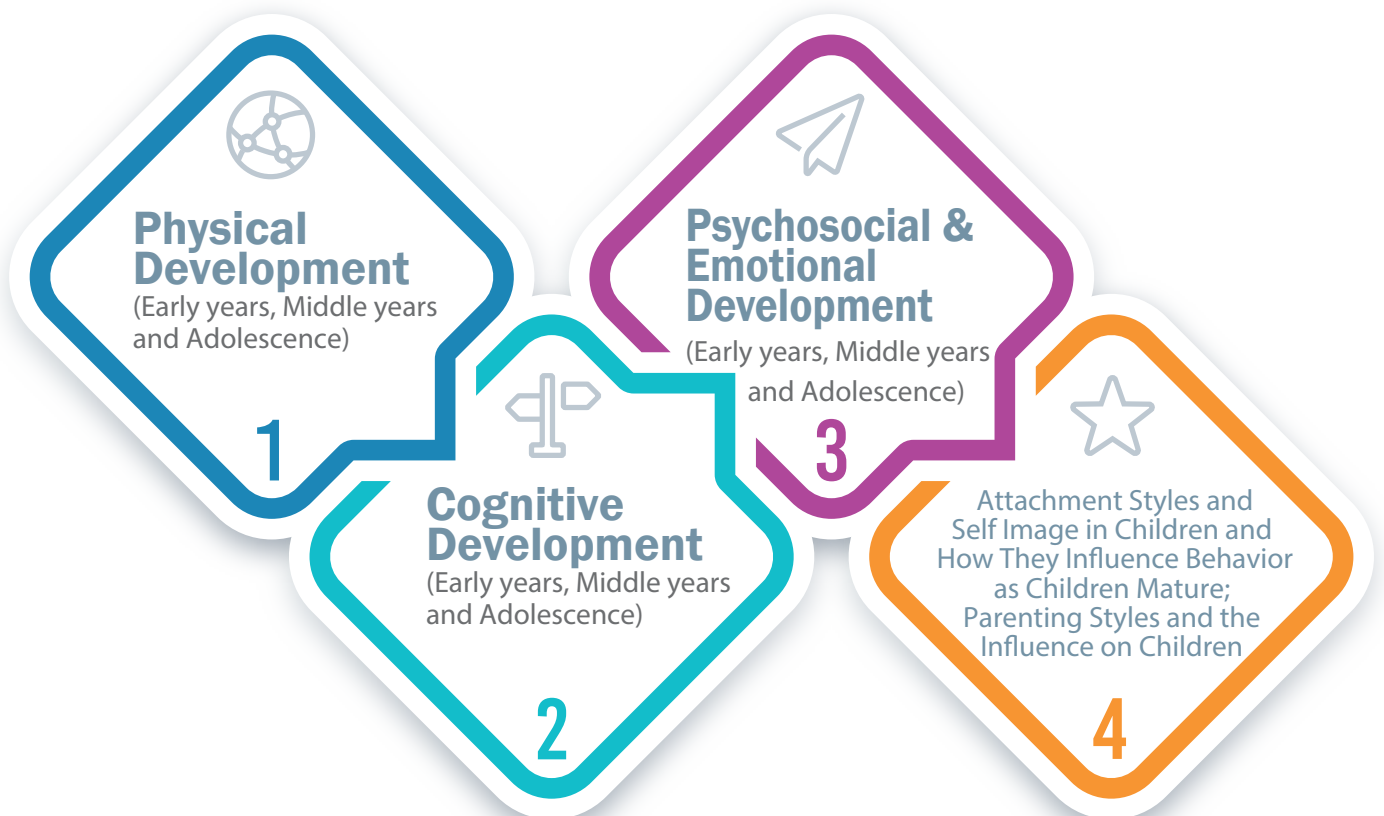 Physical
Development
(Early years, Middle years
and Adolescence)
1
Cognitive
Development
(Early years, Middle years
and Adolescence)
2
Psychosocial &
Emotional
Development
(Early years, Middle years
and Adolescence)
3
Attachment Styles and
Self Image in Children and
How They Influence Behavior
as Children Mature;
Parenting Styles and the
Influence on Children
4